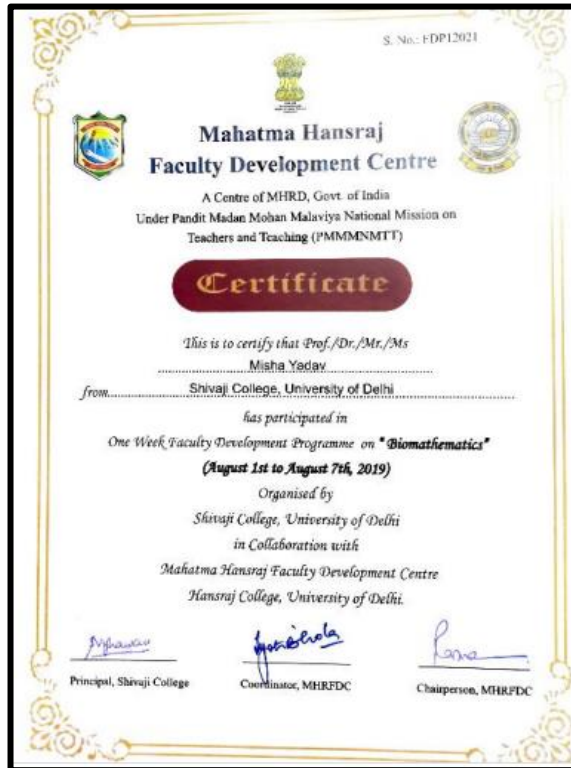 S. No.: FDP12021
Mahatma Hansraj
Faculty Development Centre
A Centre of MHRD, Govt. of India
Under Pandit Madan Mohan Malaviya National Mission on
Teachers and Teaching (PMMMNMTT)
Certificate
This is to certify that Prof./Dr./Mr./Ms
Misha Yadav
from Shivaji College, University of Delhi
has participated in
One Week Faculty Development Programme on "Biomathematics"
(August 1st to August 7th, 2019)
Organised by
Shivaji College, University of Delhi
in Collaboration with
Mahatma Hansraj Faculty Development Centre
Hansraj College, University of Delhi.
Principal, Shivaji College
Coordinator, MHRFDC
Chairperson, MHRFDC